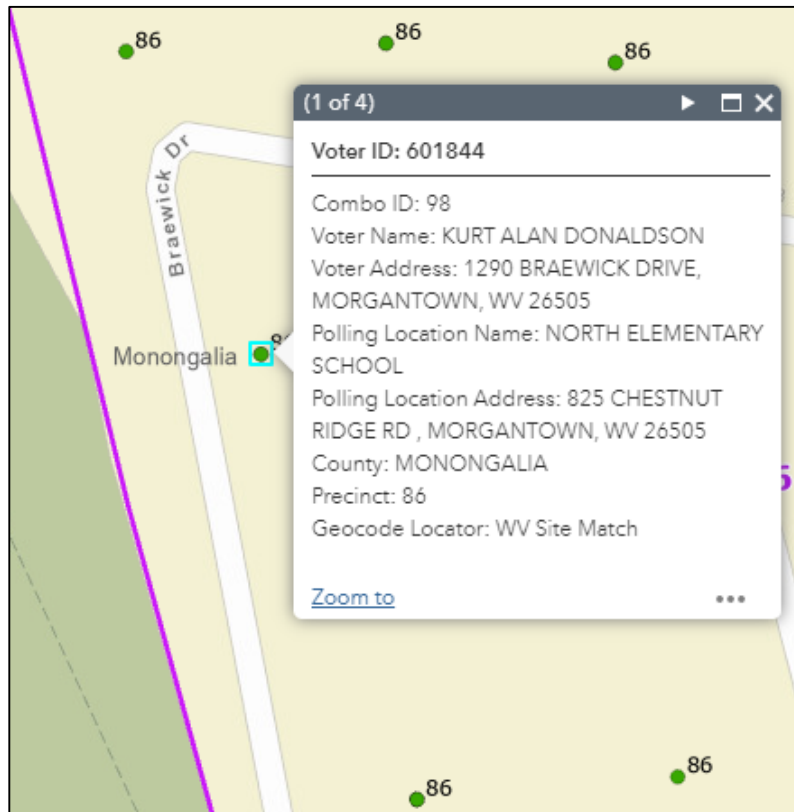 86
86
86
(1 of 4)
Voter ID: 601844
Combo ID: 98
Voter Name: KURT ALAN DONALDSON
Voter Address: 1290 BRAEWICK DRIVE,
MORGANTOWN, WV 26505
Polling Location Name: NORTH ELEMENTARY
SCHOOL
Polling Location Address: 825 CHESTNUT
RIDGE RD , MORGANTOWN, WV 26505
County: MONONGALIA
Precinct: 86
Geocode Locator: WV Site Match
Zoom to
Braewick Dr
Monongalia
86
86